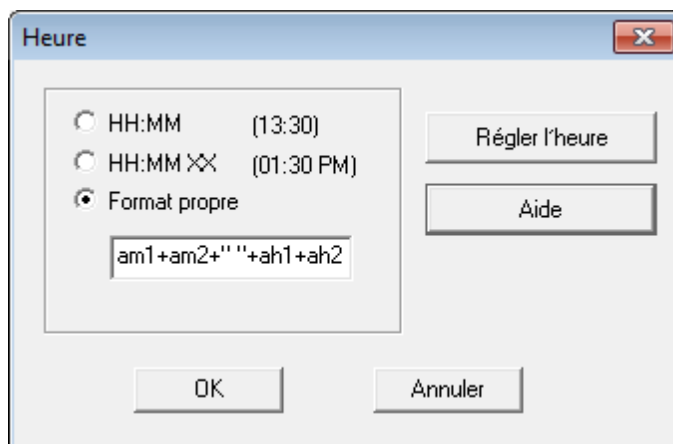 Heure
HH:MM (13:30)
HH:MM XX (01:30 PM)
Format propre
am1+am2+" "+ah1+ah2
Régler l'heure
Aide
OK
Annuler